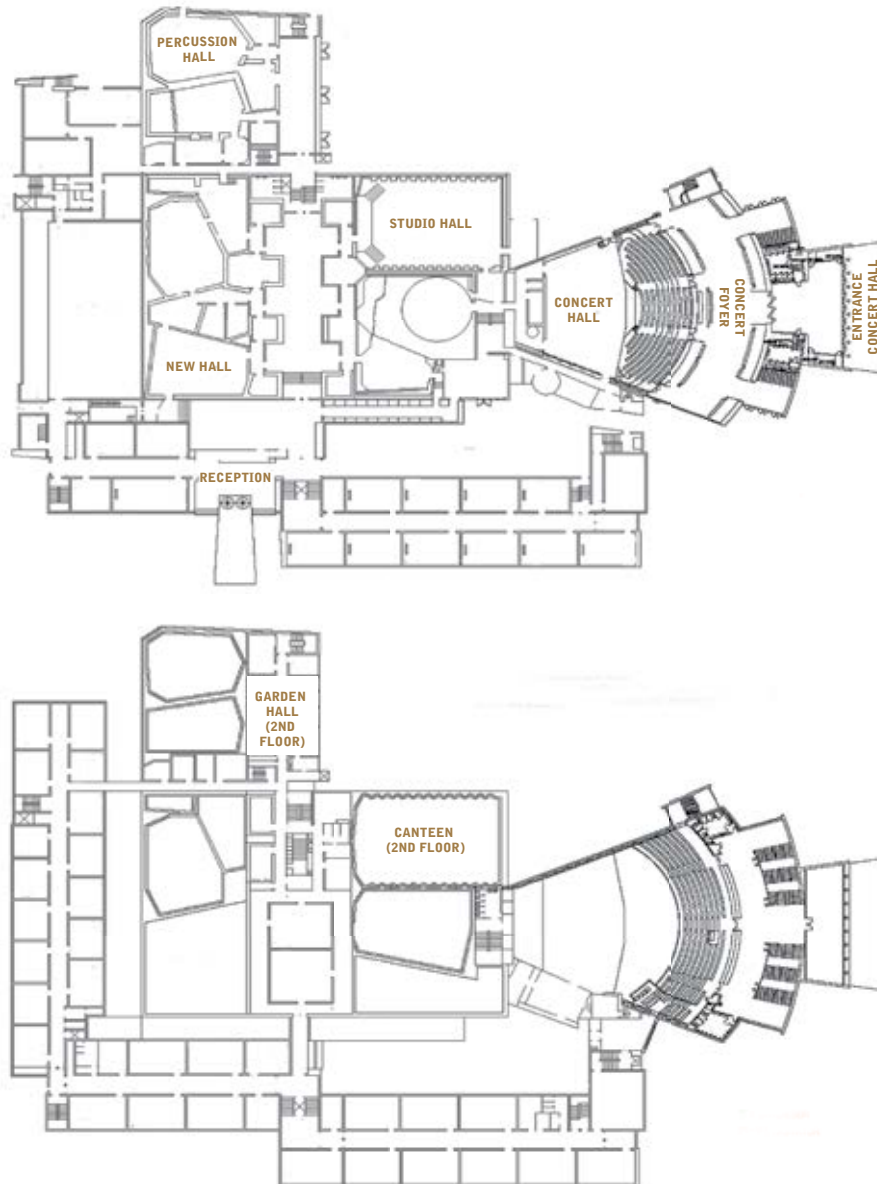 PERCUSSION
HALL
STUDIO HALL
CONCERT
HALL
CONCERT
FOYER
ENTRANCE
CONCERT HALL
NEW HALL
RECEPTION
GARDEN
HALL
(2ND
FLOOR)
CANTEEN
(2ND FLOOR)